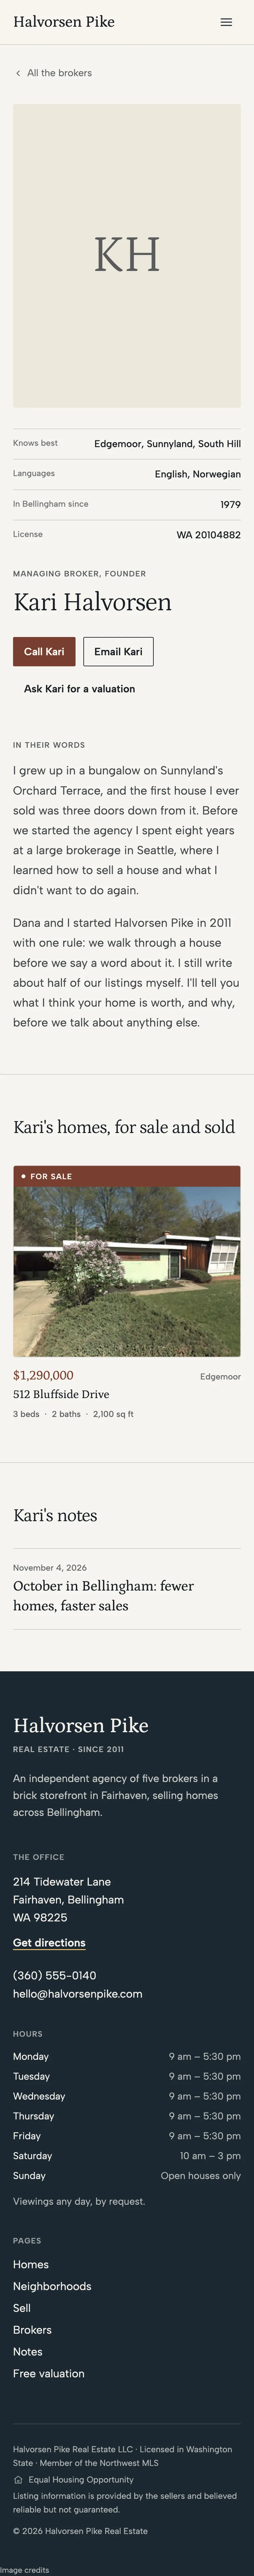 Halvorsen Pike
All the brokers
KH
Knows best Edgemoor, Sunnyland, South Hill
Languages English, Norwegian
In Bellingham since 1979
License WA 20104882
MANAGING BROKER, FOUNDER
Kari Halvorsen
Call Kari Email Kari
Ask Kari for a valuation
IN THEIR WORDS
I grew up in a bungalow on Sunnyland's
Orchard Terrace, and the first house I ever
sold was three doors down from it. Before
we started the agency I spent eight years
at a large brokerage in Seattle, where I
learned how to sell a house and what I
didn't want to do again.
Dana and I started Halvorsen Pike in 2011
with one rule: we walk through a house
before we say a word about it. I still write
about half of our listings myself. I'll tell you
what I think your home is worth, and why,
before we talk about anything else.
Kari's homes, for sale and sold
FOR SALE
$1,290,000 Edgemoor
512 Bluffside Drive
3 beds · 2 baths · 2,100 sq ft
Kari's notes
November 4, 2026
October in Bellingham: fewer
homes, faster sales
Halvorsen Pike
REAL ESTATE · SINCE 2011
An independent agency of five brokers in a
brick storefront in Fairhaven, selling homes
across Bellingham.
THE OFFICE
214 Tidewater Lane
Fairhaven, Bellingham
WA 98225
Get directions
(360) 555-0140
hello@halvorsenpike.com
HOURS
Monday 9 am – 5:30 pm
Tuesday 9 am – 5:30 pm
Wednesday 9 am – 5:30 pm
Thursday 9 am – 5:30 pm
Friday 9 am – 5:30 pm
Saturday 10 am – 3 pm
Sunday Open houses only
Viewings any day, by request.
PAGES
Homes
Neighborhoods
Sell
Brokers
Notes
Free valuation
Halvorsen Pike Real Estate LLC · Licensed in Washington
State · Member of the Northwest MLS
Equal Housing Opportunity
Listing information is provided by the sellers and believed
reliable but not guaranteed.
© 2026 Halvorsen Pike Real Estate
Image credits